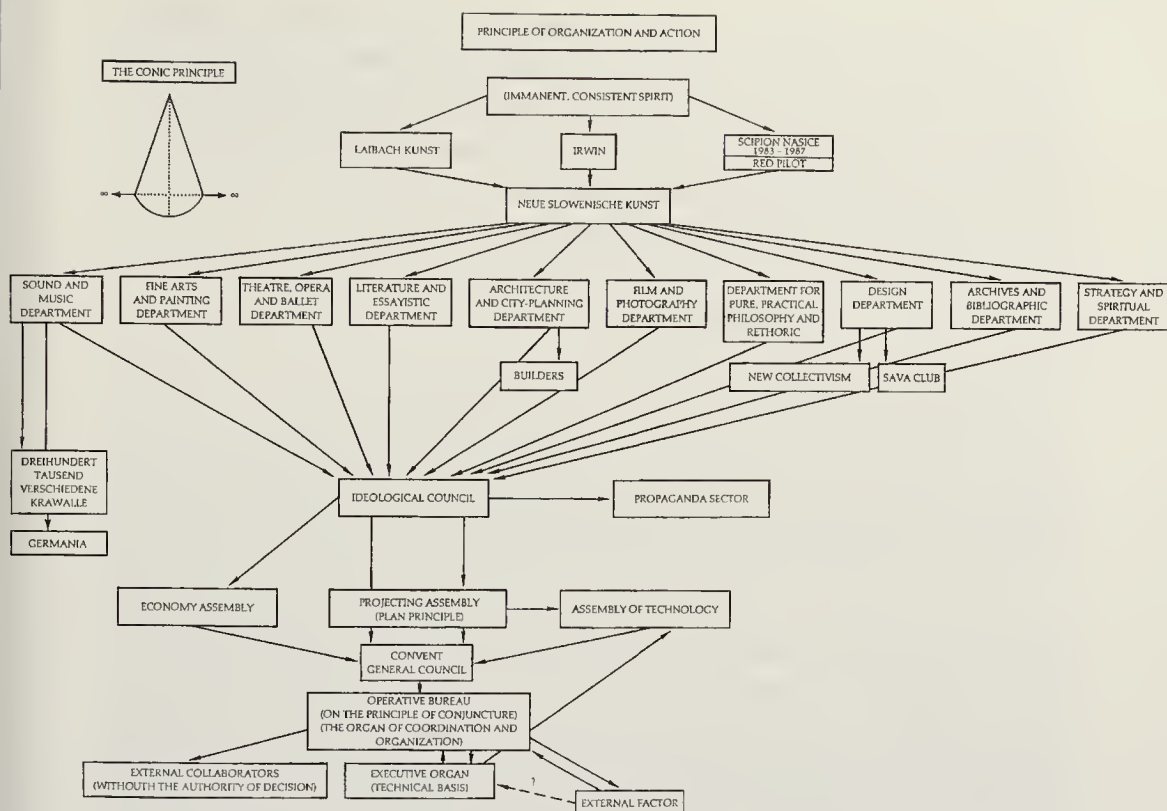 PRINCIPLE OF ORGANIZATION AND ACTION
THE CONIC PRINCIPLE
∞
∞
(IMMANENT, CONSISTENT SPIRIT)
LAIBACH KUNST
IRWIN
SCIPION NASICE
1983 - 1987
RED PILOT
NEUE SLOWENISCHE KUNST
SOUND AND
MUSIC
DEPARTMENT
FINE ARTS
AND PAINTING
DEPARTMENT
THEATRE, OPERA
AND BALLET
DEPARTMENT
LITERATURE AND
ESSAYISTIC
DEPARTMENT
ARCHITECTURE
AND CITY-PLANNING
DEPARTMENT
FILM AND
PHOTOGRAPHY
DEPARTMENT
DEPARTMENT FOR
PURE, PRACTICAL
PHILOSOPHY AND
RETHORIC
DESIGN
DEPARTMENT
ARCHIVES AND
BIBLIOGRAPHIC
DEPARTMENT
STRATEGY AND
SPIRITUAL
DEPARTMENT
BUILDERS
NEW COLLECTIVISM
SAVA CLUB
DREIHUNDERT
TAUSEND
VERSCHIEDENE
KRAWALLE
GERMANIA
IDEOLOGICAL COUNCIL
PROPAGANDA SECTOR
ECONOMY ASSEMBLY
PROJECTING ASSEMBLY
(PLAN PRINCIPLE)
ASSEMBLY OF TECHNOLOGY
CONVENT
GENERAL COUNCIL
OPERATIVE BUREAU
(ON THE PRINCIPLE OF CONJUNCTURE)
(THE ORGAN OF COORDINATION AND
ORGANIZATION)
EXTERNAL COLLABORATORS
(WITHOUTH THE AUTHORITY OF DECISION)
EXECUTIVE ORGAN
(TECHNICAL BASIS)
?
EXTERNAL FACTOR